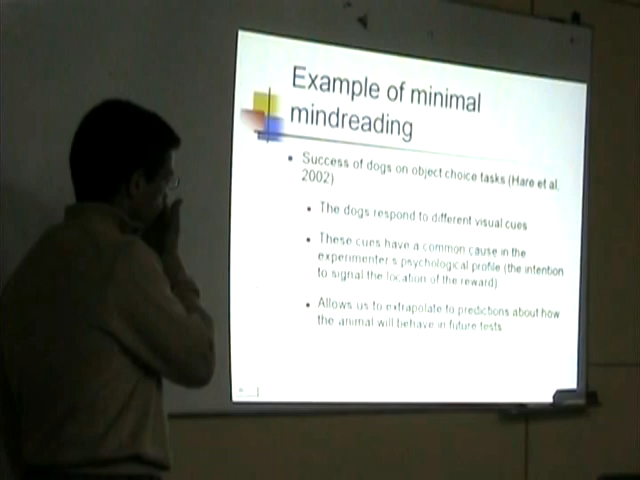 Example of minimal
mindreading
Success of dogs on object choice tasks (Hare et al.
2002)
The dogs respond to different visual cues
These cues have a common cause in the
experimenter s psychological profile (the intention
to signal the location of the reward)
Allows us to extrapolate to predictions about how
the animal will behave in future tests